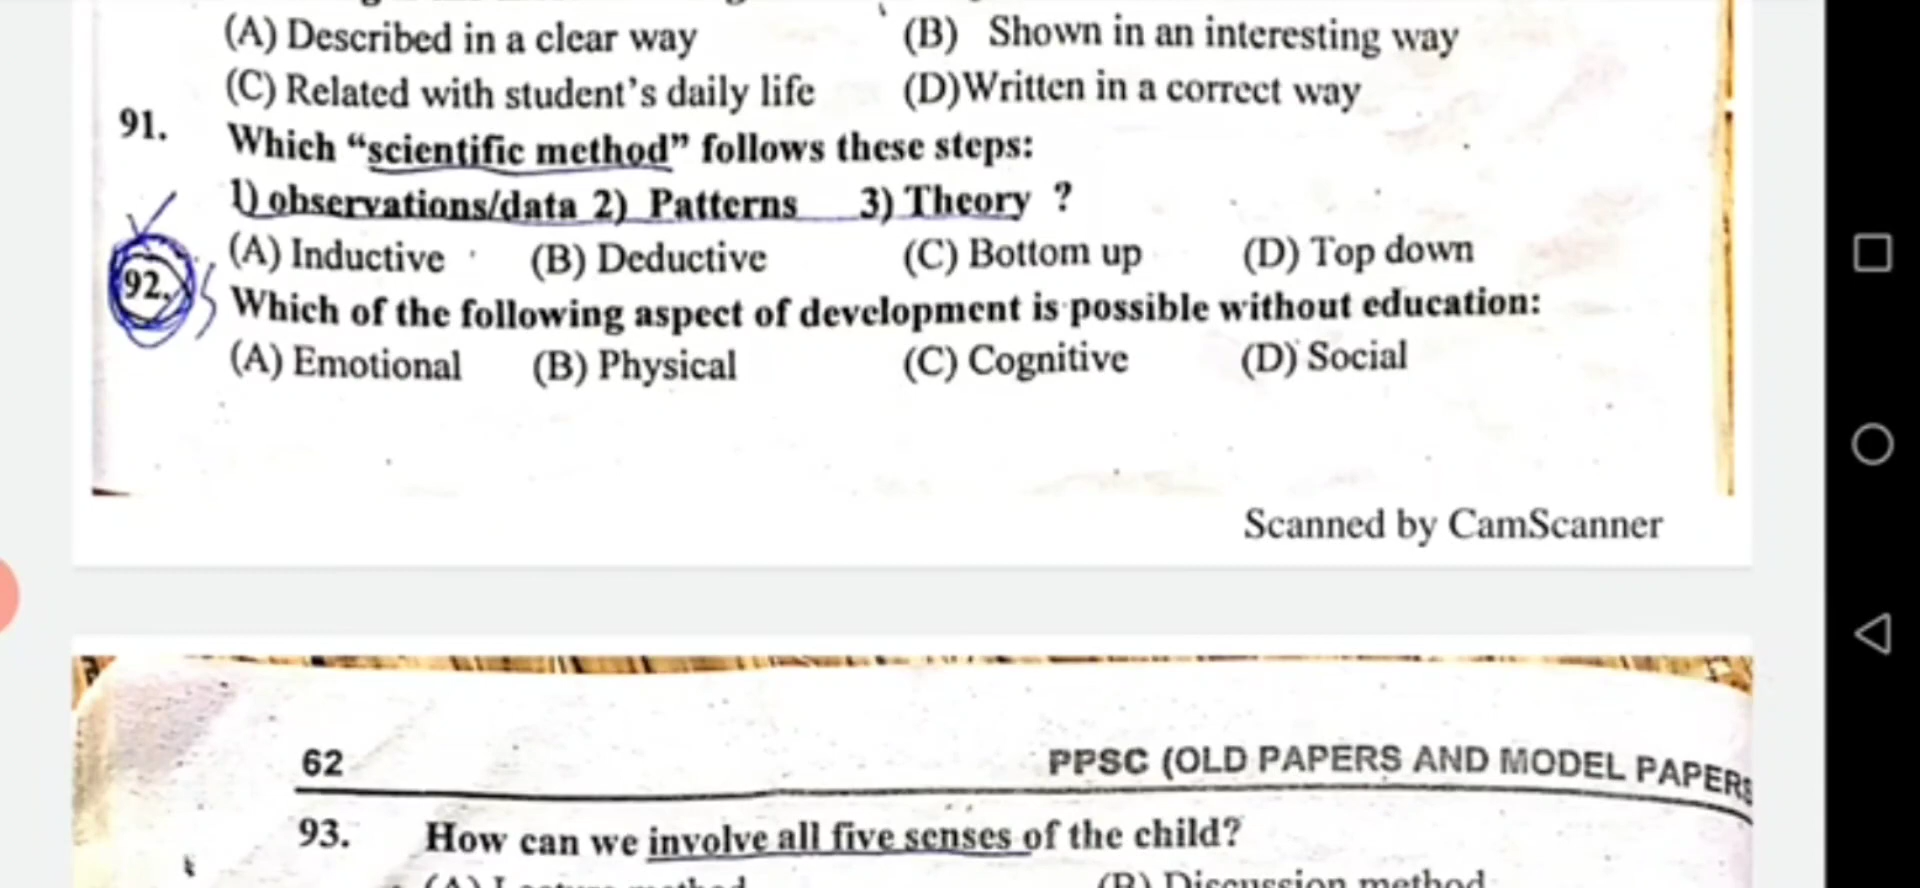 (A) Described in a clear way (B) Shown in an interesting way
(C) Related with student's daily life (D)Written in a correct way
91. Which "scientific method" follows these steps:
1) observations/data 2) Patterns 3) Theory ?
(A) Inductive (B) Deductive (C) Bottom up (D) Top down
92. Which of the following aspect of development is possible without education:
(A) Emotional (B) Physical (C) Cognitive (D) Social
Scanned by CamScanner
62 PPSC (OLD PAPERS AND MODEL PAPERS
93. How can we involve all five senses of the child?
(B) Discussion method